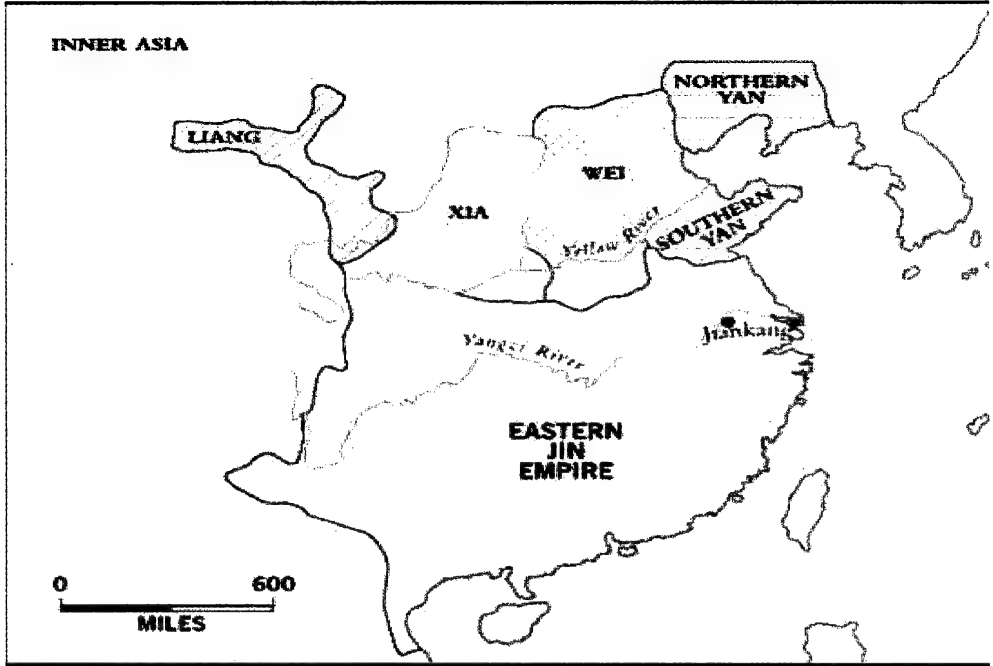 INNER ASIA
NORTHERN
YAN
LIANG
WEI
XIA
Yellow River
SOUTHERN
YAN
Jiankang
Yangzi River
EASTERN
JIN
EMPIRE
0 600
MILES